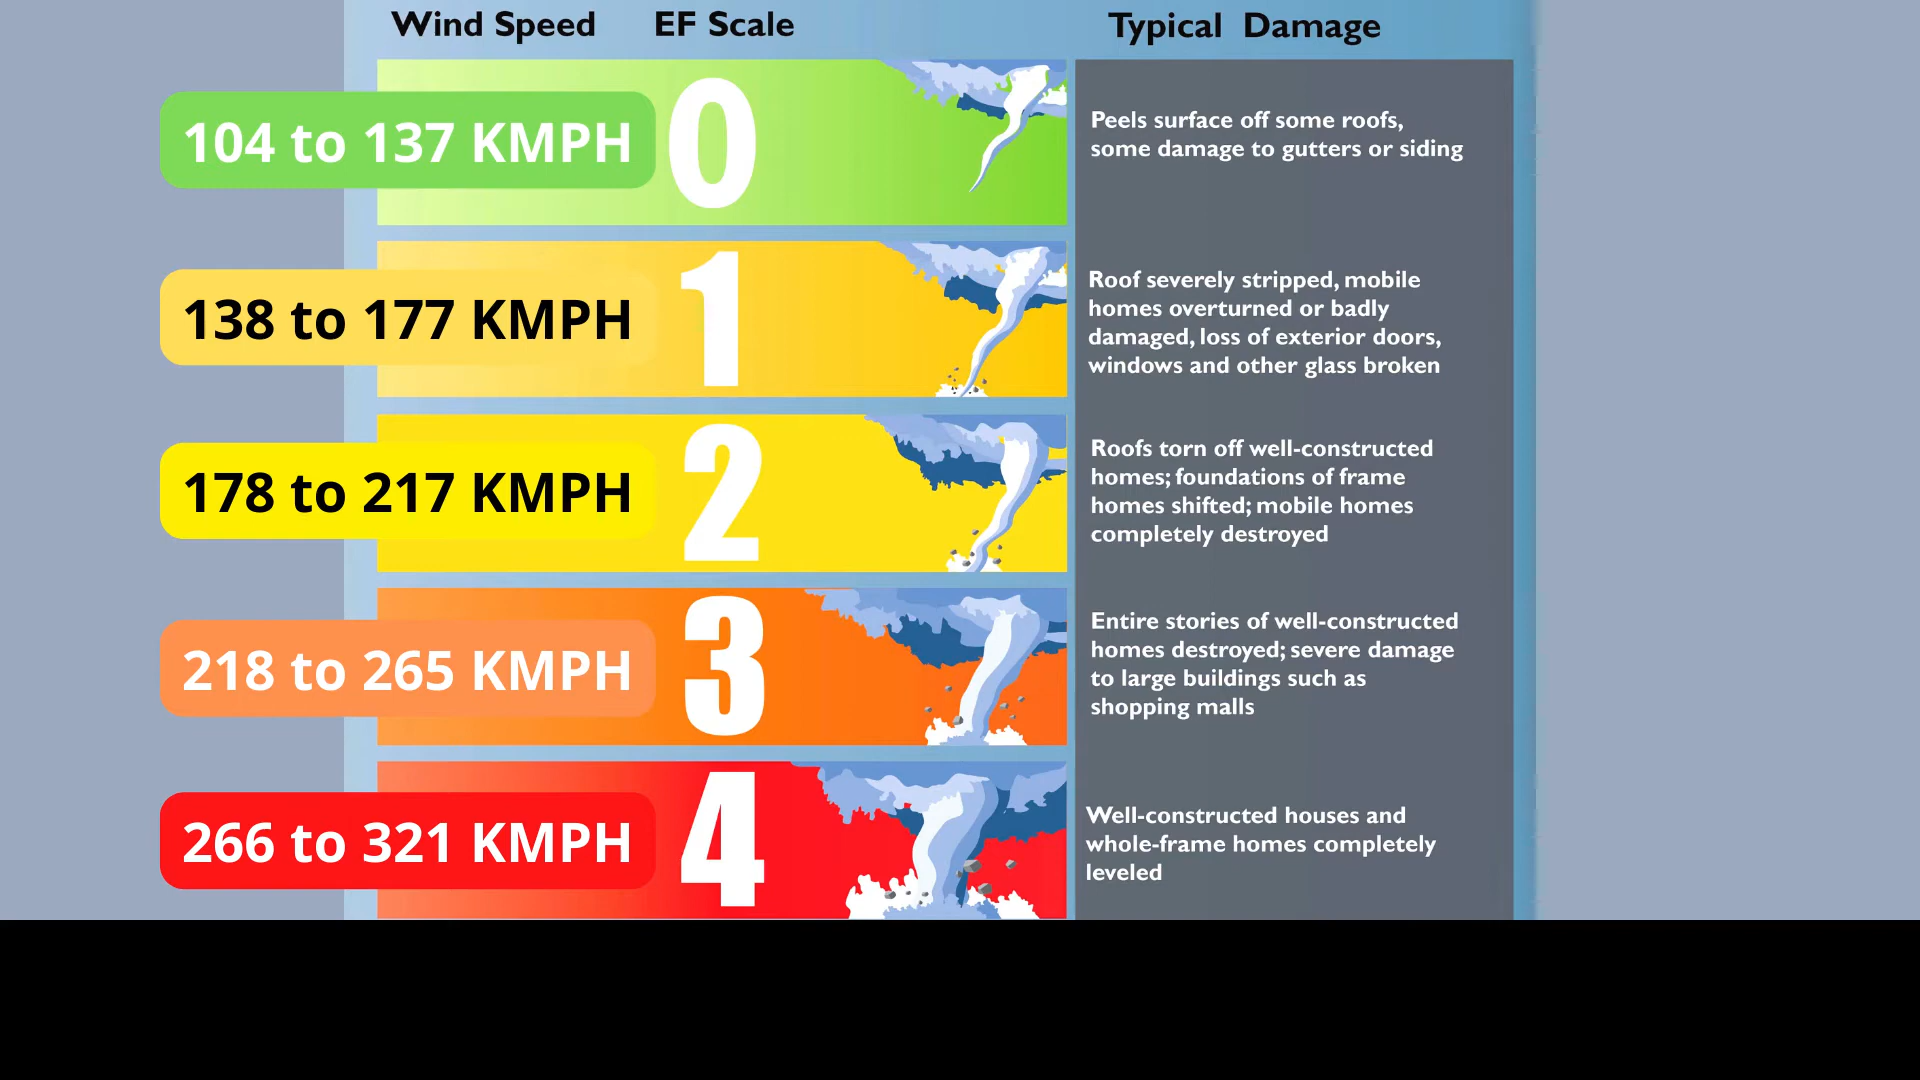 Wind Speed EF Scale Typical Damage
104 to 137 KMPH 0
Peels surface off some roofs,
some damage to gutters or siding
138 to 177 KMPH 1
Roof severely stripped, mobile
homes overturned or badly
damaged, loss of exterior doors,
windows and other glass broken
178 to 217 KMPH 2
Roofs torn off well-constructed
homes; foundations of frame
homes shifted; mobile homes
completely destroyed
218 to 265 KMPH 3
Entire stories of well-constructed
homes destroyed; severe damage
to large buildings such as
shopping malls
266 to 321 KMPH 4
Well-constructed houses and
whole-frame homes completely
leveled